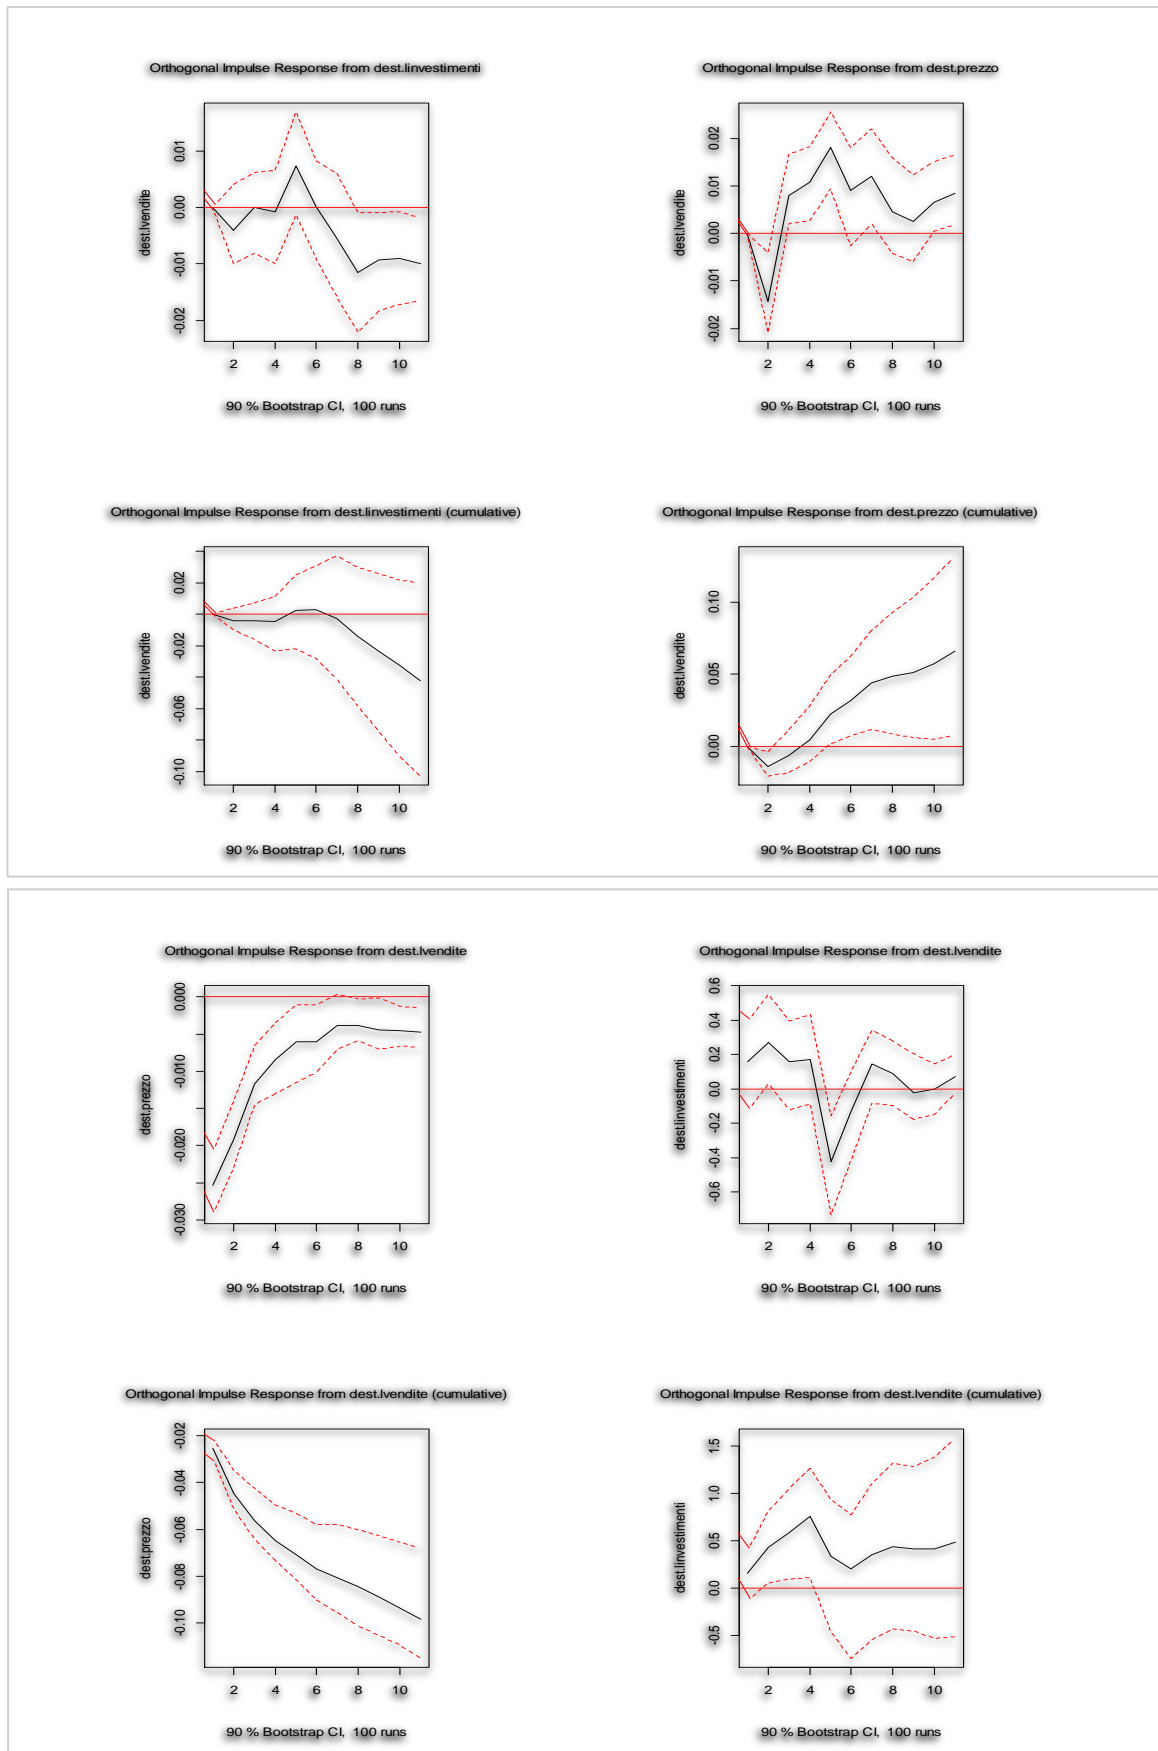 Orthogonal Impulse Response from dest.linvestimenti
dest.lvendite
0.01
0.00
-0.01
-0.02
2 4 6 8 10
90 % Bootstrap CI, 100 runs
Orthogonal Impulse Response from dest.prezzo
dest.lvendite
0.02
0.01
0.00
-0.01
-0.02
2 4 6 8 10
90 % Bootstrap CI, 100 runs
Orthogonal Impulse Response from dest.linvestimenti (cumulative)
dest.lvendite
0.02
-0.02
-0.06
-0.10
2 4 6 8 10
90 % Bootstrap CI, 100 runs
Orthogonal Impulse Response from dest.prezzo (cumulative)
dest.lvendite
0.10
0.05
0.00
2 4 6 8 10
90 % Bootstrap CI, 100 runs
Orthogonal Impulse Response from dest.lvendite
dest.prezzo
0.000
-0.010
-0.020
-0.030
2 4 6 8 10
90 % Bootstrap CI, 100 runs
Orthogonal Impulse Response from dest.lvendite
dest.linvestimenti
0.6
0.4
0.2
0.0
-0.2
-0.4
-0.6
2 4 6 8 10
90 % Bootstrap CI, 100 runs
Orthogonal Impulse Response from dest.lvendite (cumulative)
dest.prezzo
-0.02
-0.04
-0.06
-0.08
-0.10
2 4 6 8 10
90 % Bootstrap CI, 100 runs
Orthogonal Impulse Response from dest.lvendite (cumulative)
dest.linvestimenti
1.5
1.0
0.5
0.0
-0.5
2 4 6 8 10
90 % Bootstrap CI, 100 runs